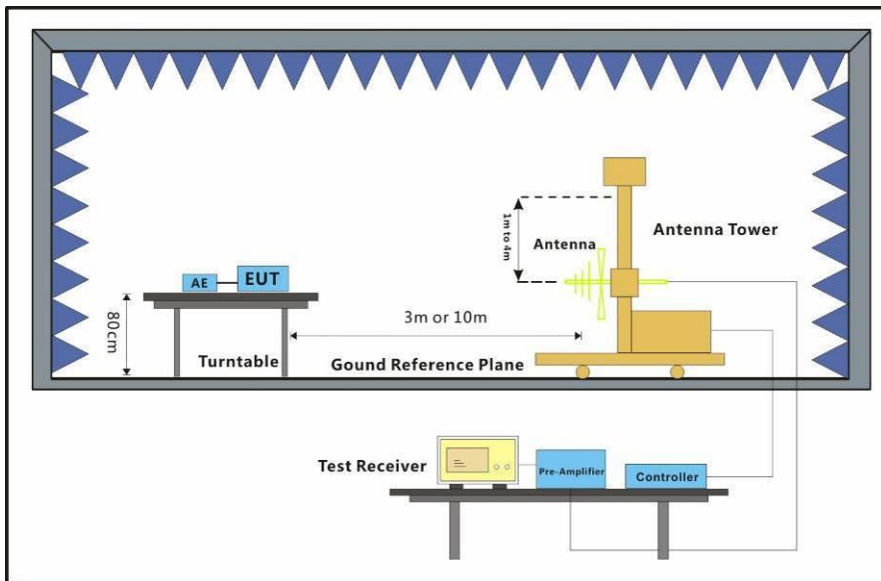 1m to 4m
Antenna
Antenna Tower
AE
EUT
80cm
3m or 10m
Turntable
Gound Reference Plane
Test Receiver
Pre-Amplifier
Controller